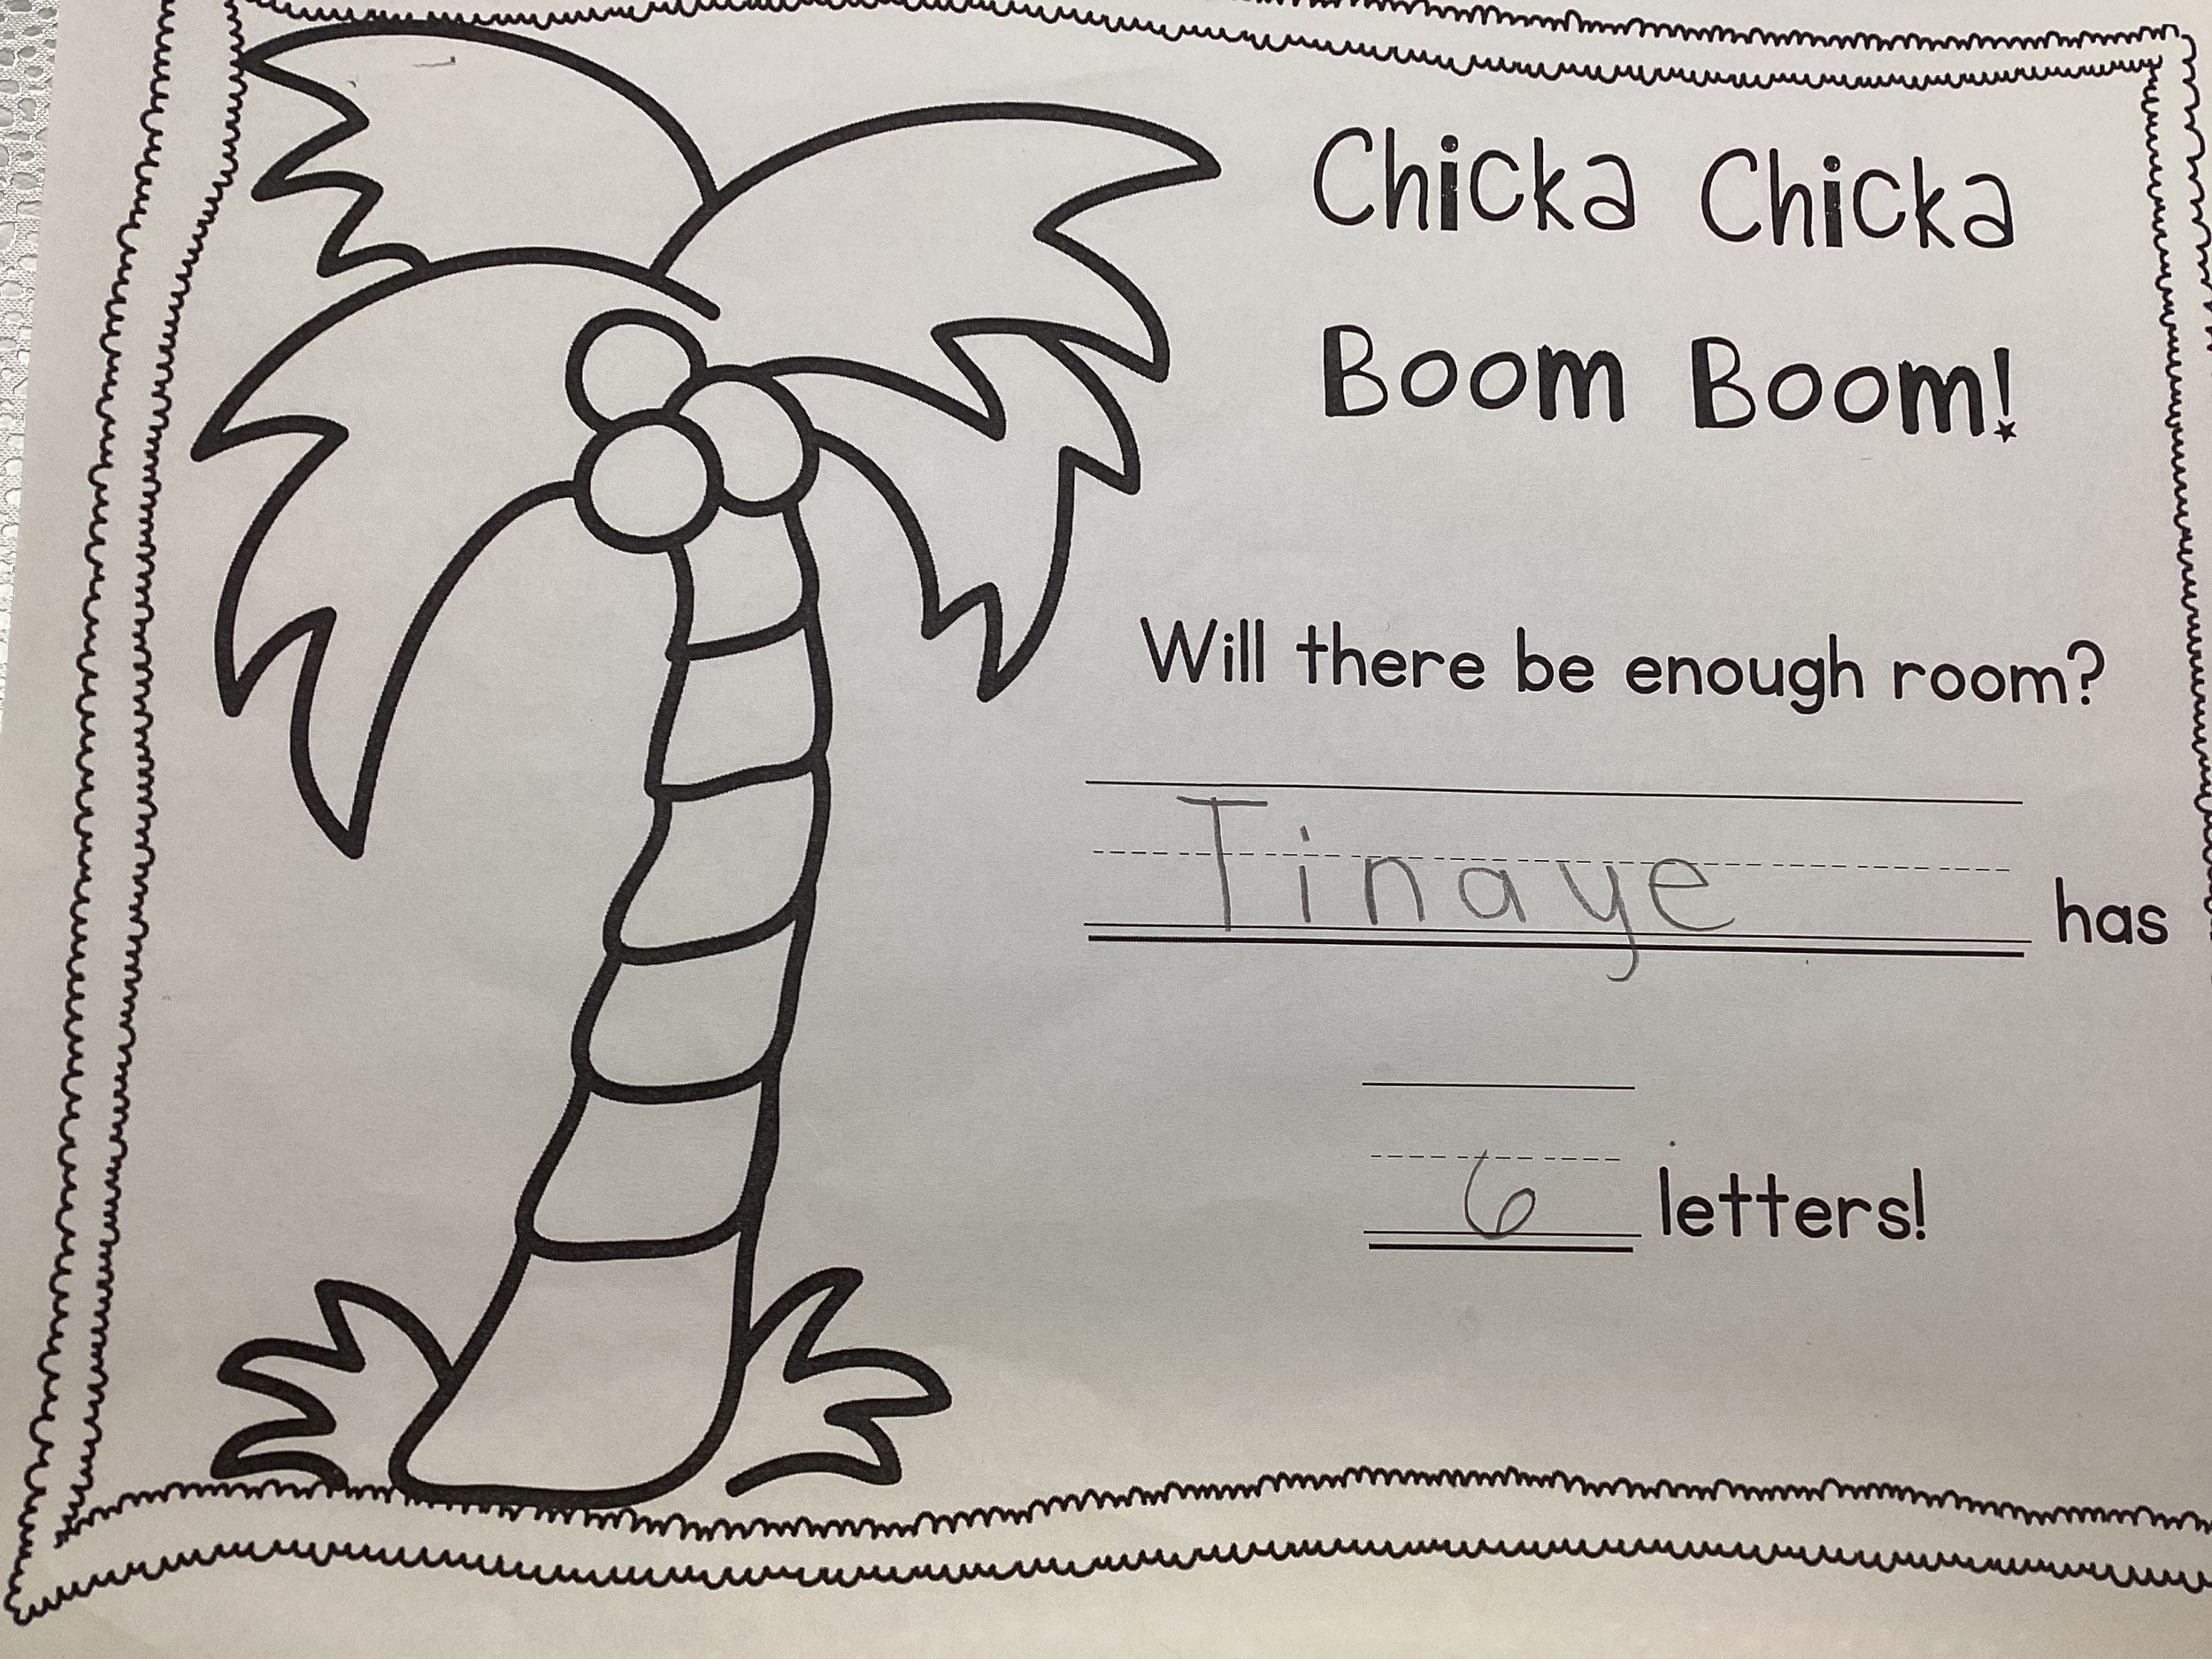 Chicka Chicka
Boom Boom!
Will there be enough room?
Tinaye has
6 letters!